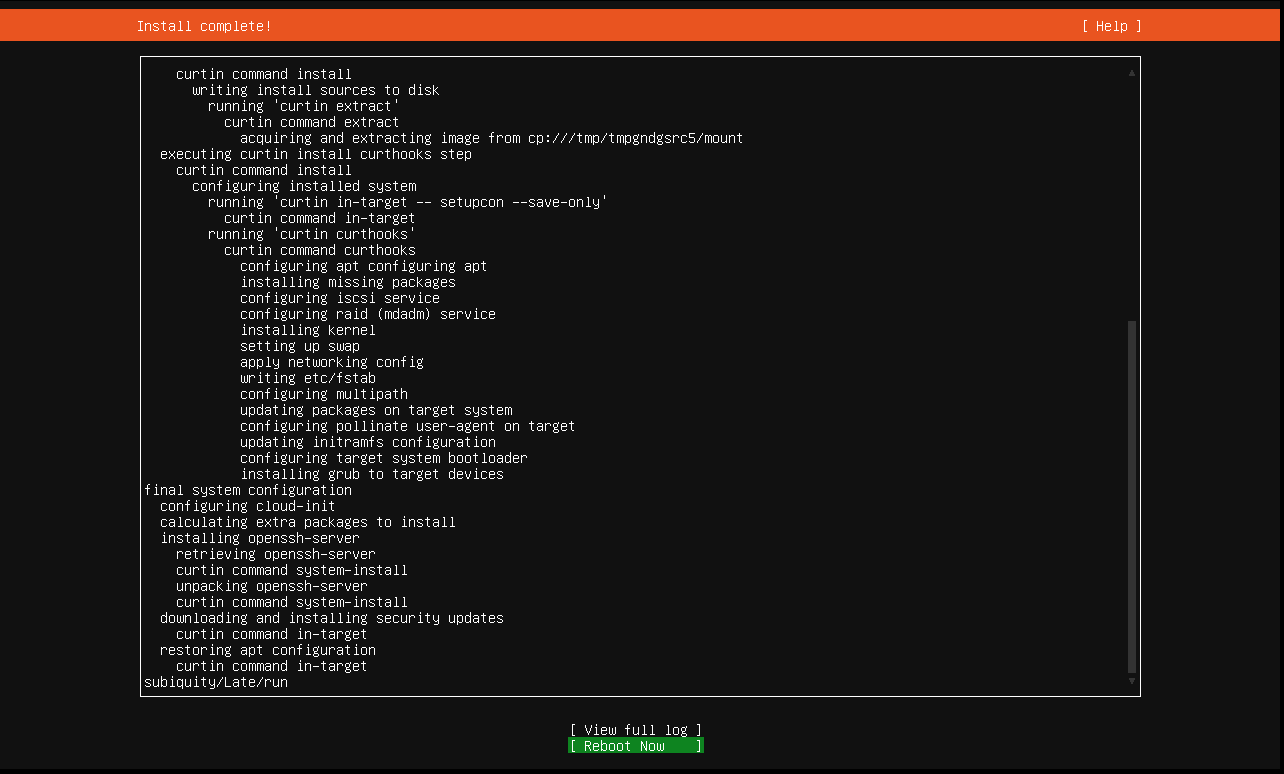 Install complete!
[ Help ]
curtin command install
writing install sources to disk
running 'curtin extract'
curtin command extract
acquiring and extracting image from cp:///tmp/tmpgndgsrc5/mount
executing curtin install curthooks step
curtin command install
configuring installed system
running 'curtin in-target -- setupcon --save-only'
curtin command in-target
running 'curtin curthooks'
curtin command curthooks
configuring apt configuring apt
installing missing packages
configuring iscsi service
configuring raid (mdadm) service
installing kernel
setting up swap
apply networking config
writing etc/fstab
configuring multipath
updating packages on target system
configuring pollinate user-agent on target
updating initramfs configuration
configuring target system bootloader
installing grub to target devices
final system configuration
configuring cloud-init
calculating extra packages to install
installing openssh-server
retrieving openssh-server
curtin command system-install
unpacking openssh-server
curtin command system-install
downloading and installing security updates
curtin command in-target
restoring apt configuration
curtin command in-target
subiquity/Late/run
[ View full log ]
[ Reboot Now ]